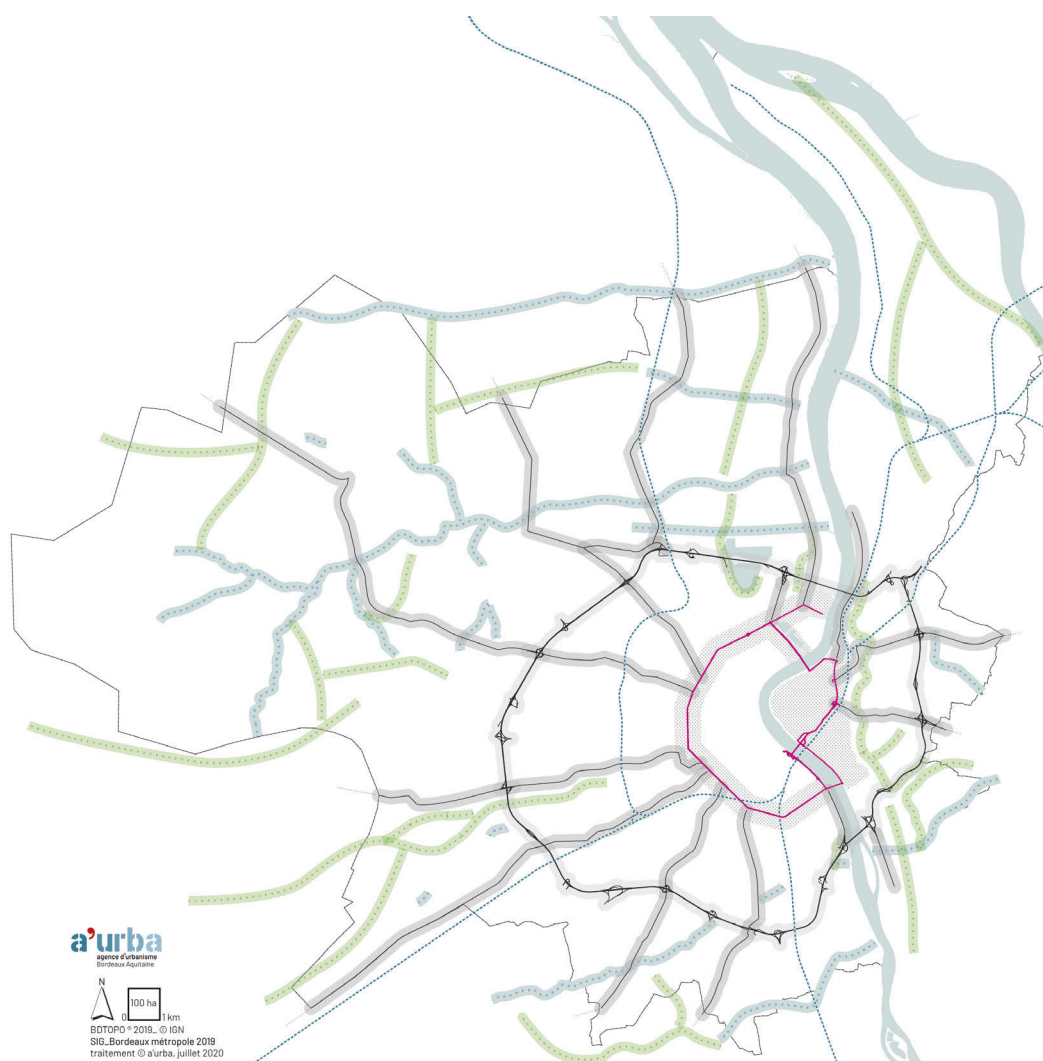 a'urba
agence d'urbanisme
Bordeaux Aquitaine
N
100 ha
0 1 km
BDTOPO ® 2019_ © IGN
SIG_Bordeaux métropole 2019
traitement © a'urba, juillet 2020